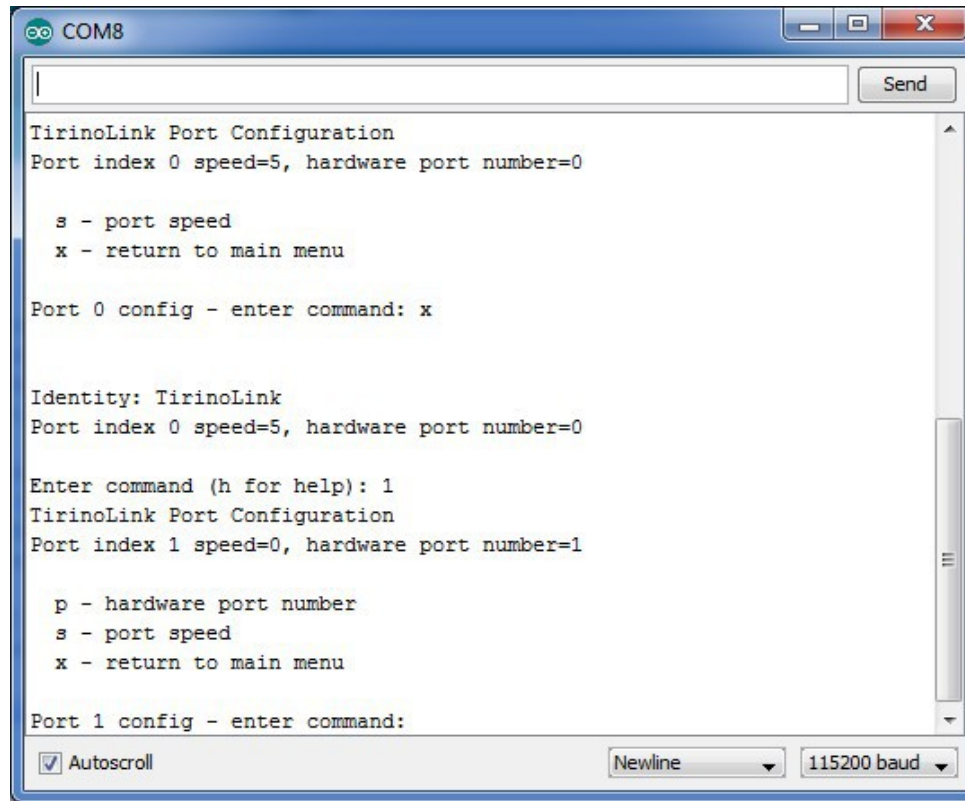 COM8
Send
TirinoLink Port Configuration
Port index 0 speed=5, hardware port number=0
s - port speed
x - return to main menu
Port 0 config - enter command: x
Identity: TirinoLink
Port index 0 speed=5, hardware port number=0
Enter command (h for help): 1
TirinoLink Port Configuration
Port index 1 speed=0, hardware port number=1
p - hardware port number
s - port speed
x - return to main menu
Port 1 config - enter command:
Autoscroll
Newline
115200 baud